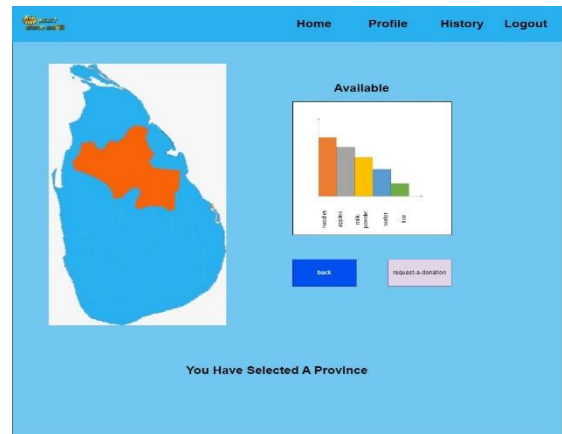 Home Profile History Logout
Available
noodles
apples
milk
powder
water
rice
back
request-a-donation
You Have Selected A Province